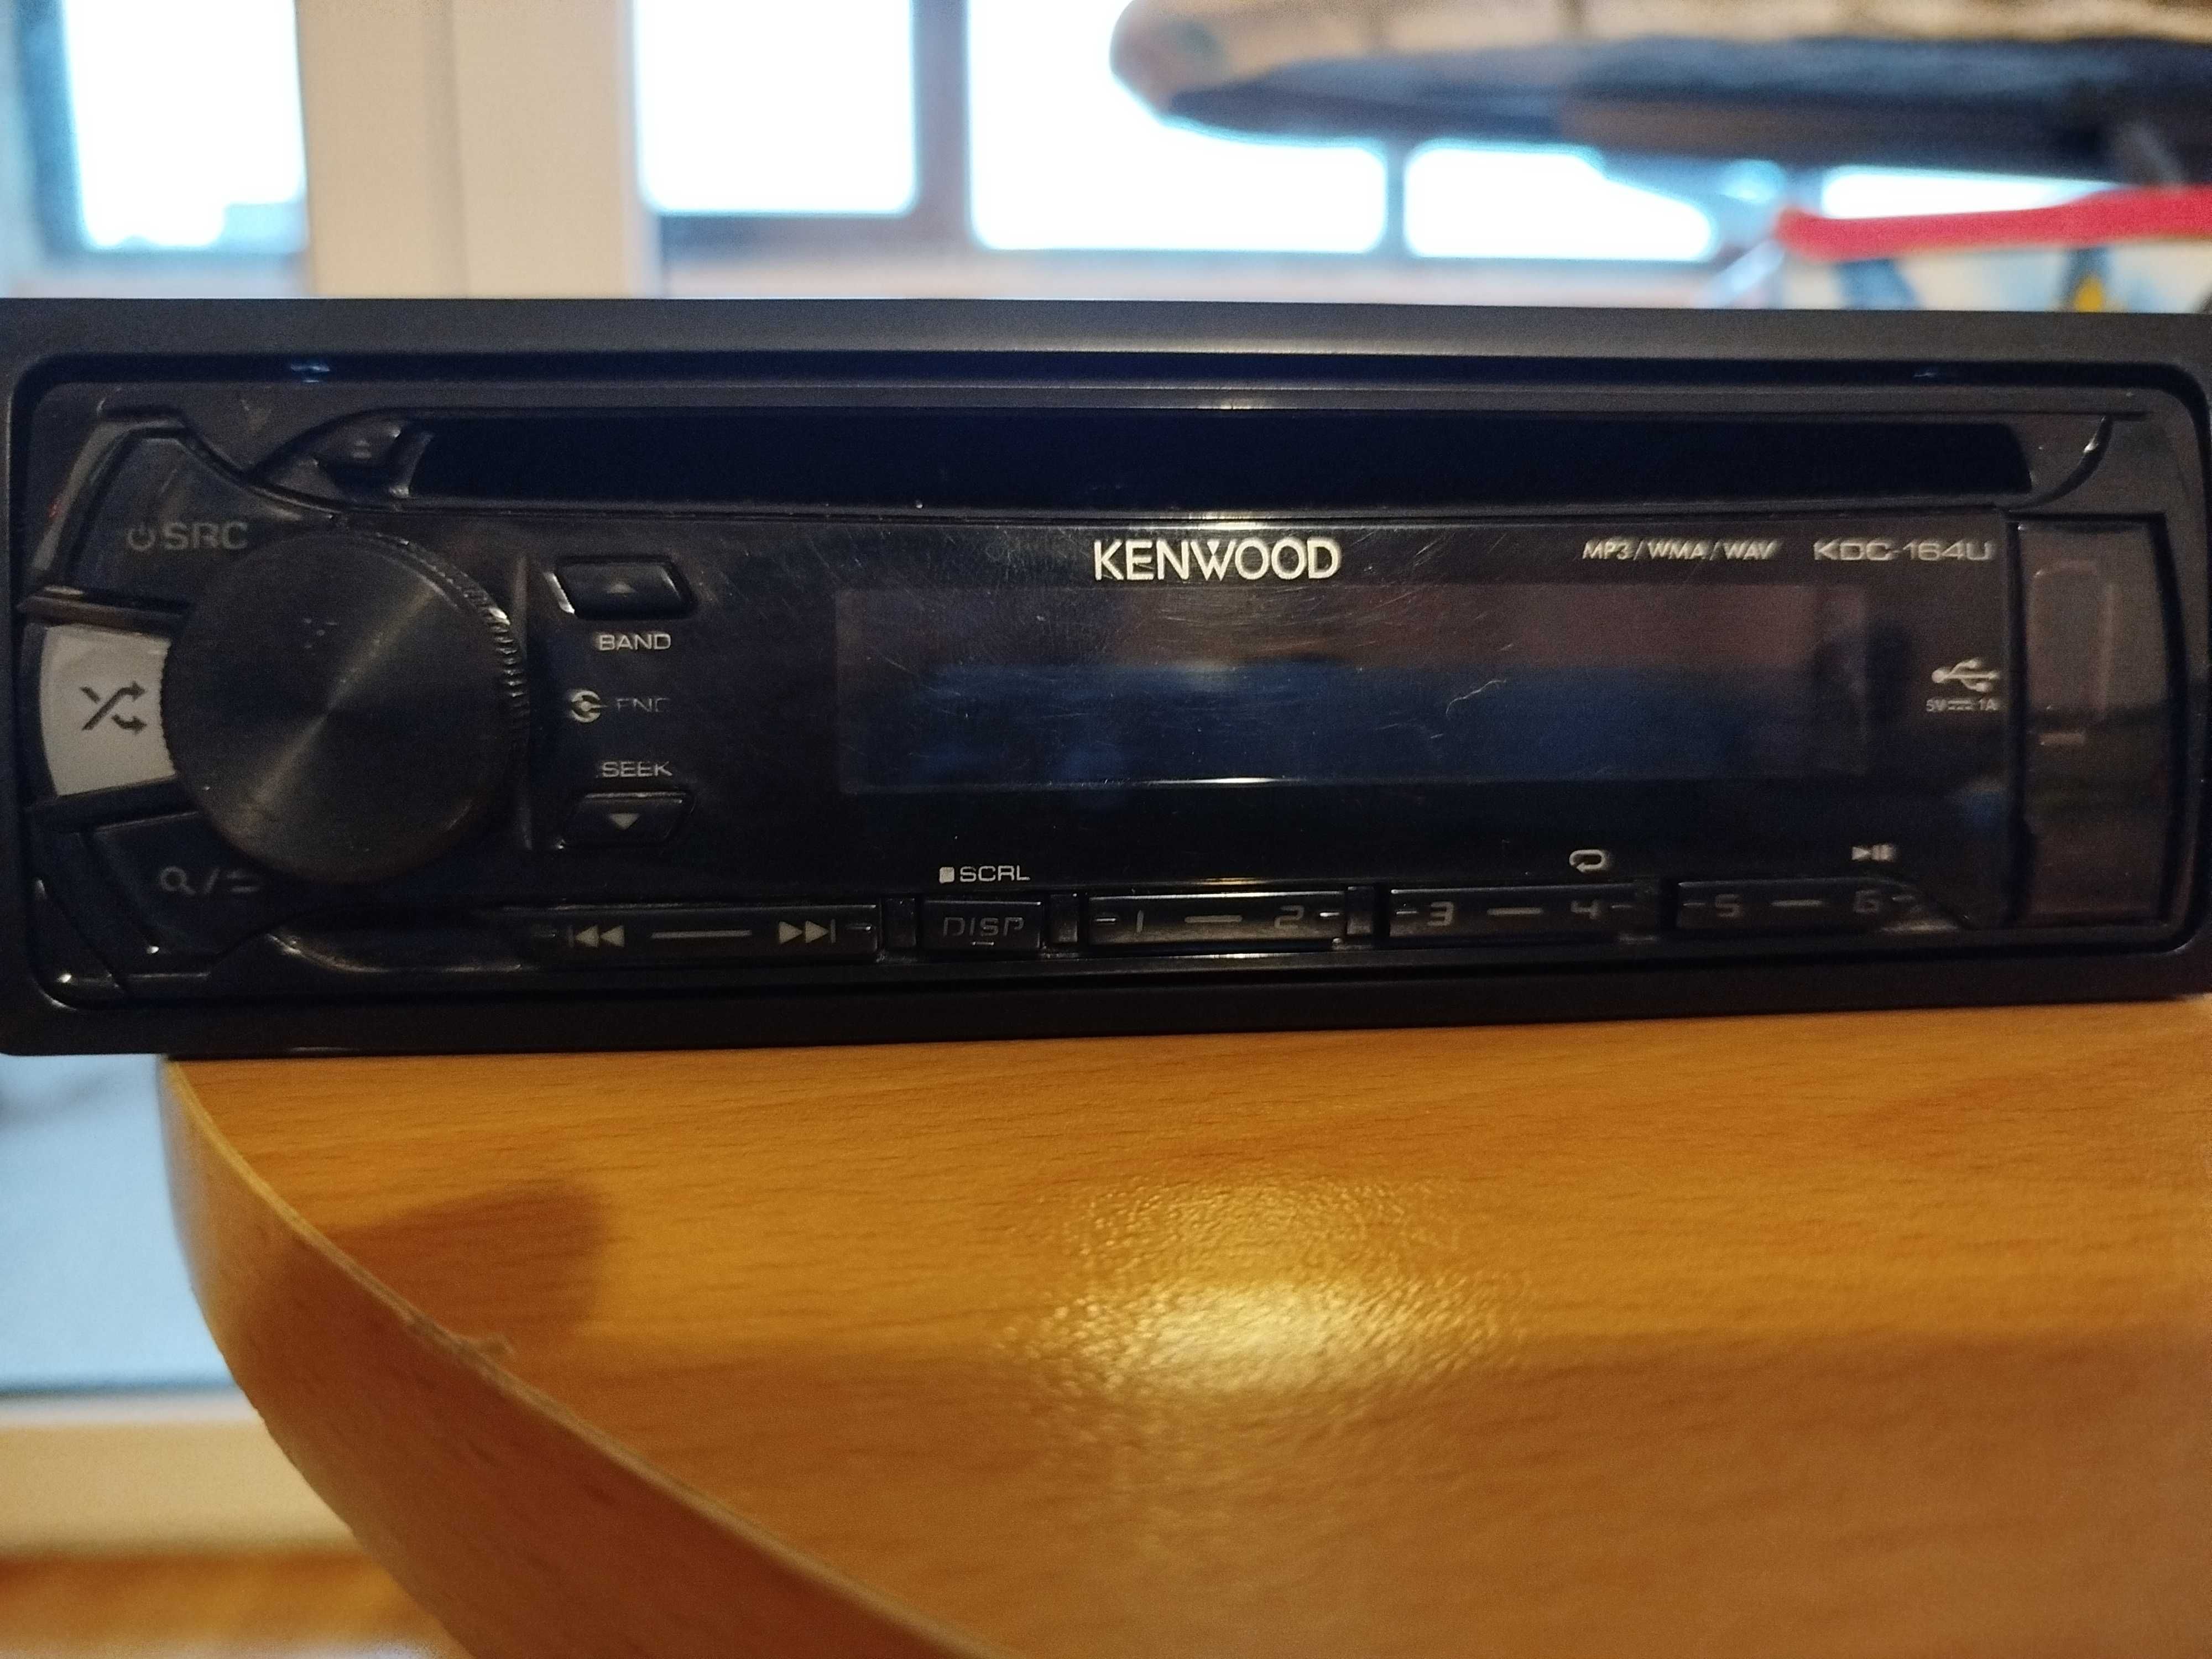 KENWOOD MP3/WMA/WAV KDC-164U
SRC
BAND
FNC
SEEK
5V 1A
SCRL
DISP 1 2 3 4 5 6